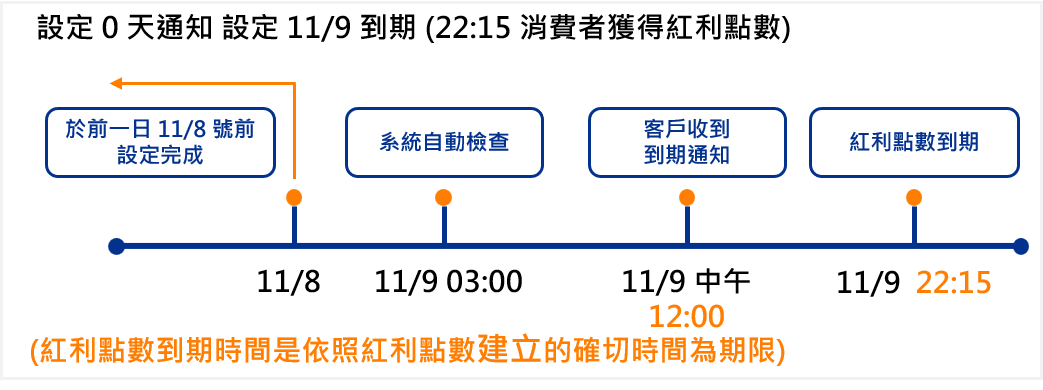 設定 0 天通知 設定 11/9 到期 (22:15 消費者獲得紅利點數)
於前一日 11/8 號前
設定完成
系統自動檢查
客戶收到
到期通知
紅利點數到期
11/8
11/9 03:00
11/9 中午
12:00
11/9 22:15
(紅利點數到期時間是依照紅利點數建立的確切時間為期限)